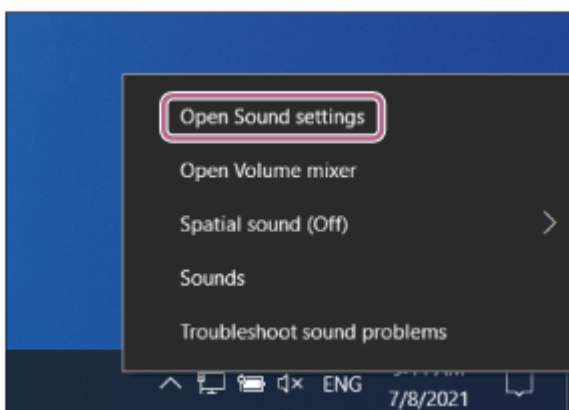 Open Sound settings
Open Volume mixer
Spatial sound (Off)
Sounds
Troubleshoot sound problems
ENG
7/8/2021